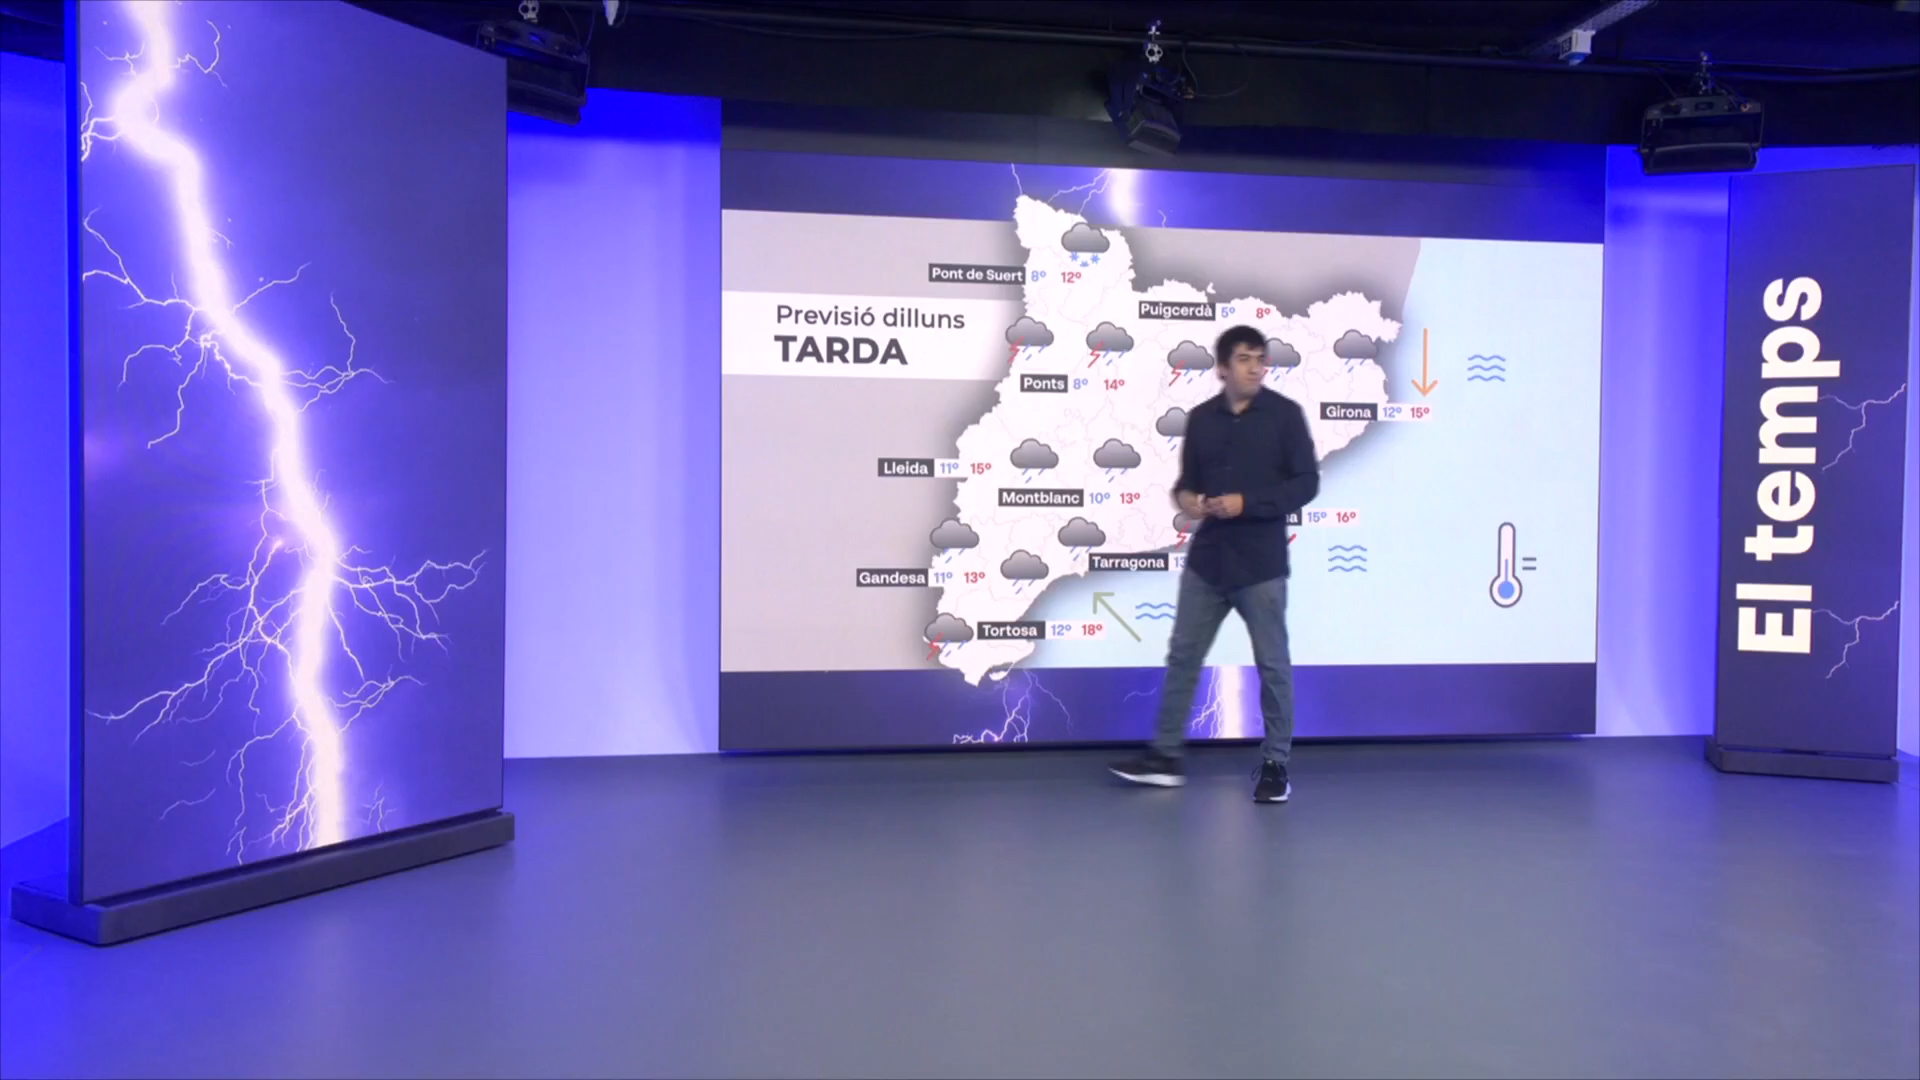 Pont de Suert 8º 12º
Puigcerdà 5º 8º
Previsió dilluns
TARDA
Ponts 8º 14º
Girona 12º 15º
Lleida 11º 15º
Montblanc 10º 13º
15º 16º
Tarragona
Gandesa 11º 13º
Tortosa 12º 18º
El temps